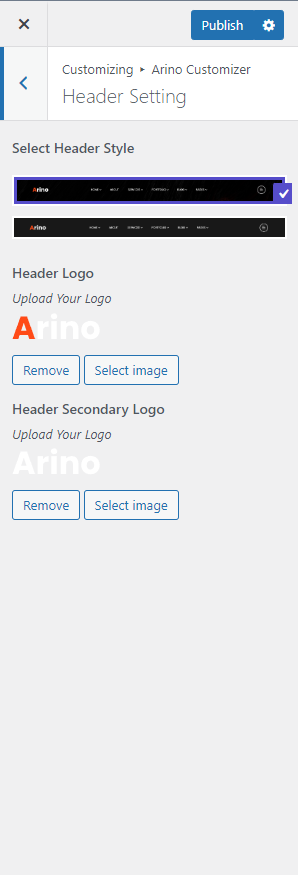 Publish
Customizing ▸ Arino Customizer
Header Setting
Select Header Style
Arino HOME ABOUT SERVICES PORTFOLIO BLOG
Arino HOME ABOUT SERVICES PORTFOLIO BLOG
Header Logo
Upload Your Logo
Arino
Remove Select image
Header Secondary Logo
Upload Your Logo
Arino
Remove Select image